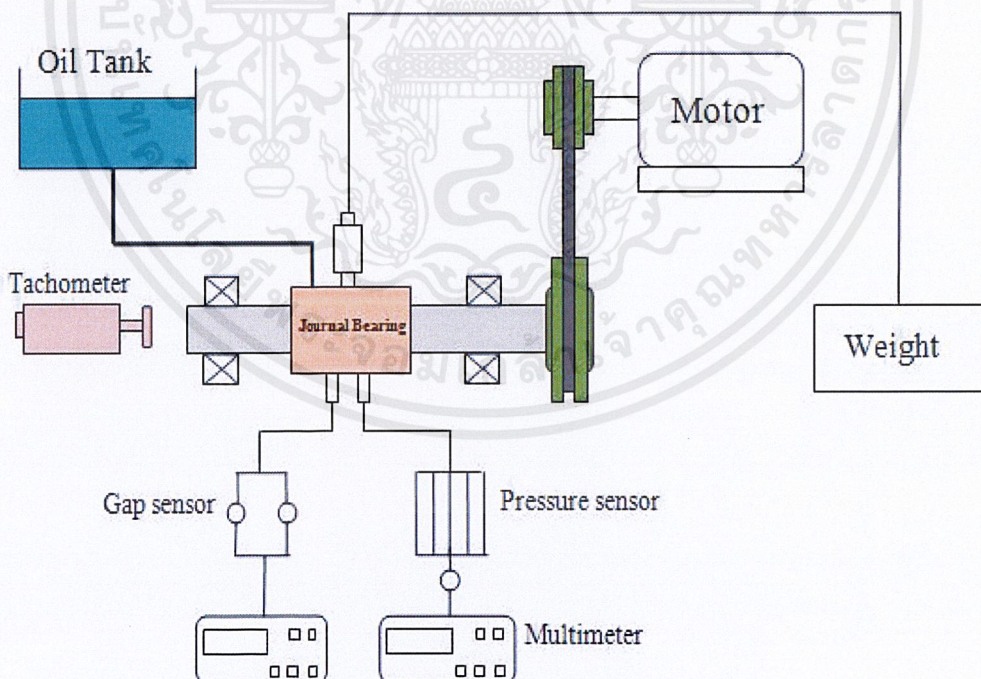 Oil Tank
Motor
Tachometer
Journal Bearing
Weight
Gap sensor
Pressure sensor
Multimeter